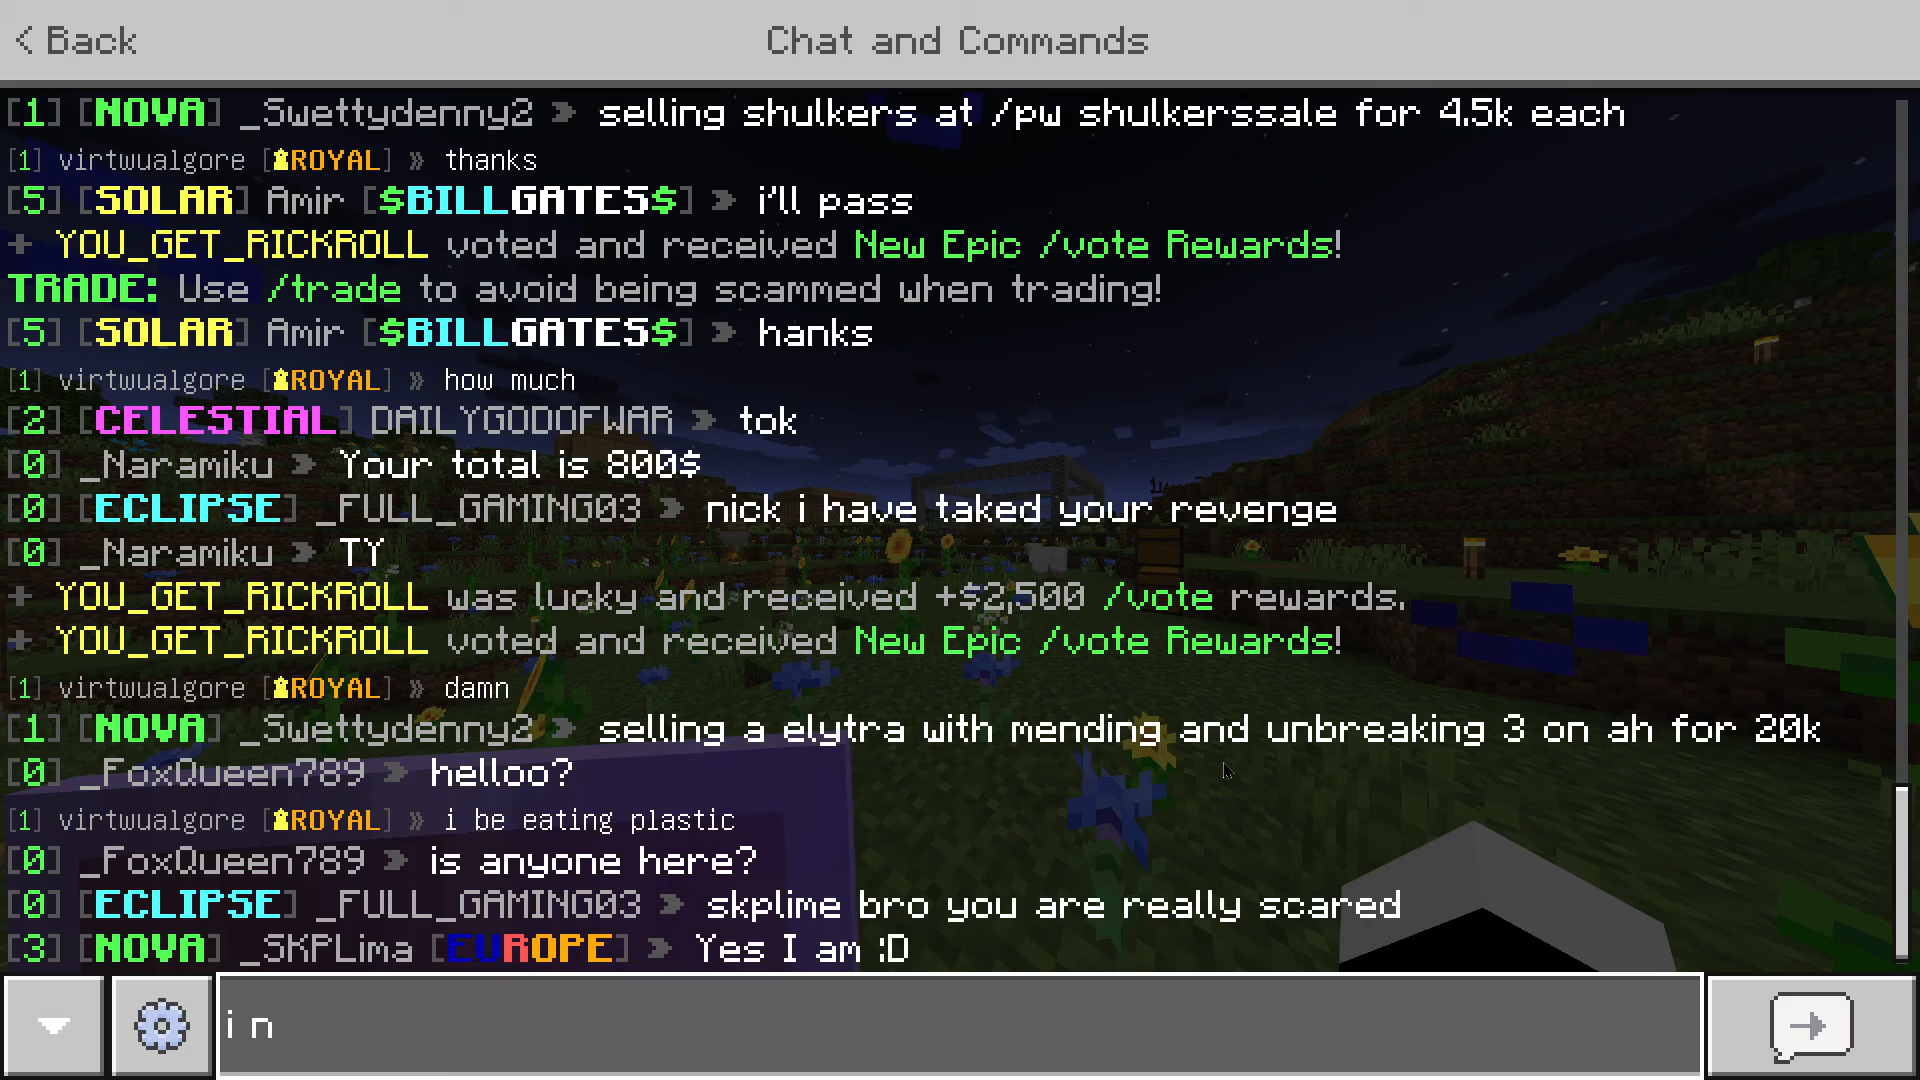 < Back
Chat and Commands
[1] [NOVA] _Swettydenny2 » selling shulkers at /pw shulkerssale for 4.5k each
[1] virtwualgore [ROYAL] » thanks
[5] [SOLAR] Amir [$BILLGATES$] » i'll pass
+ YOU_GET_RICKROLL voted and received New Epic /vote Rewards!
TRADE: Use /trade to avoid being scammed when trading!
[5] [SOLAR] Amir [$BILLGATES$] » hanks
[1] virtwualgore [ROYAL] » how much
[2] [CELESTIAL] DAILYGODOFWAR » tok
[0] _Naramiku » Your total is 800$
[0] [ECLIPSE] _FULL_GAMING03 » nick i have taked your revenge
[0] _Naramiku » TY
+ YOU_GET_RICKROLL was lucky and received +$2,500 /vote rewards.
+ YOU_GET_RICKROLL voted and received New Epic /vote Rewards!
[1] virtwualgore [ROYAL] » damn
[1] [NOVA] _Swettydenny2 » selling a elytra with mending and unbreaking 3 on ah for 20k
[0] _FoxQueen789 » helloo?
[1] virtwualgore [ROYAL] » i be eating plastic
[0] _FoxQueen789 » is anyone here?
[0] [ECLIPSE] _FULL_GAMING03 » skplime bro you are really scared
[3] [NOVA] _SKPLima [EUROPE] » Yes I am :D
i n